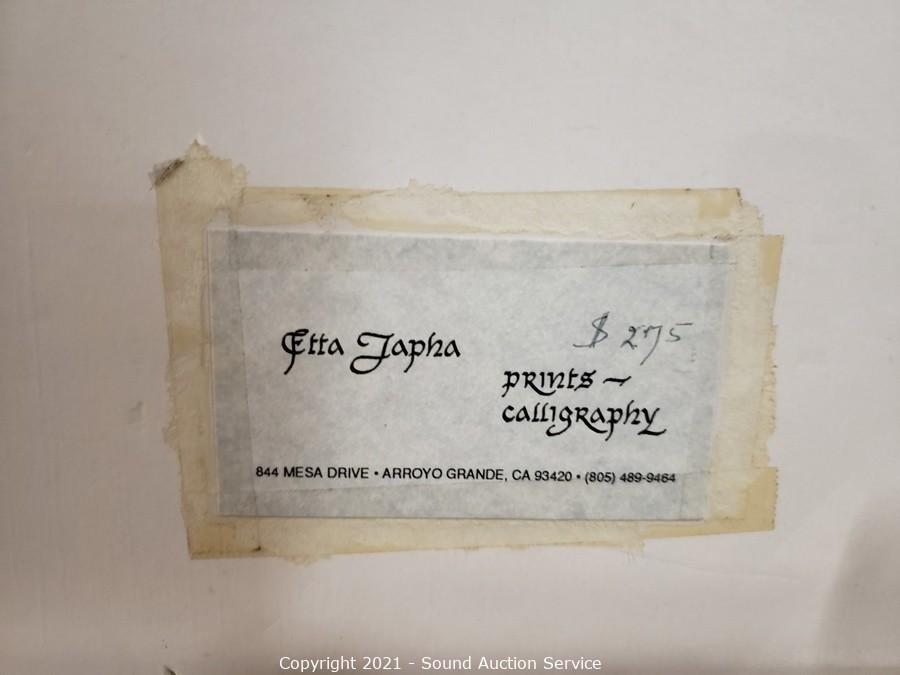 Etta Japha
$ 275
prints ~
calligraphy
844 MESA DRIVE • ARROYO GRANDE, CA 93420 • (805) 489-9464
Copyright 2021 - Sound Auction Service